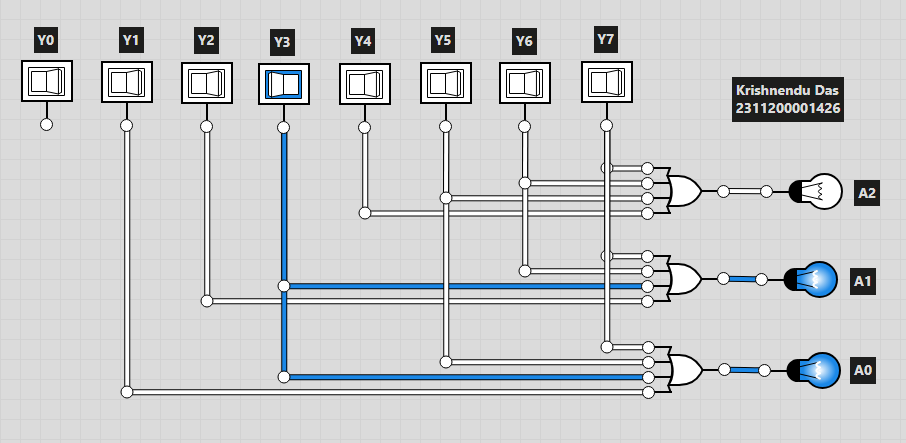 Y0 Y1 Y2 Y3 Y4 Y5 Y6 Y7
Krishnendu Das
2311200001426
A2
A1
A0